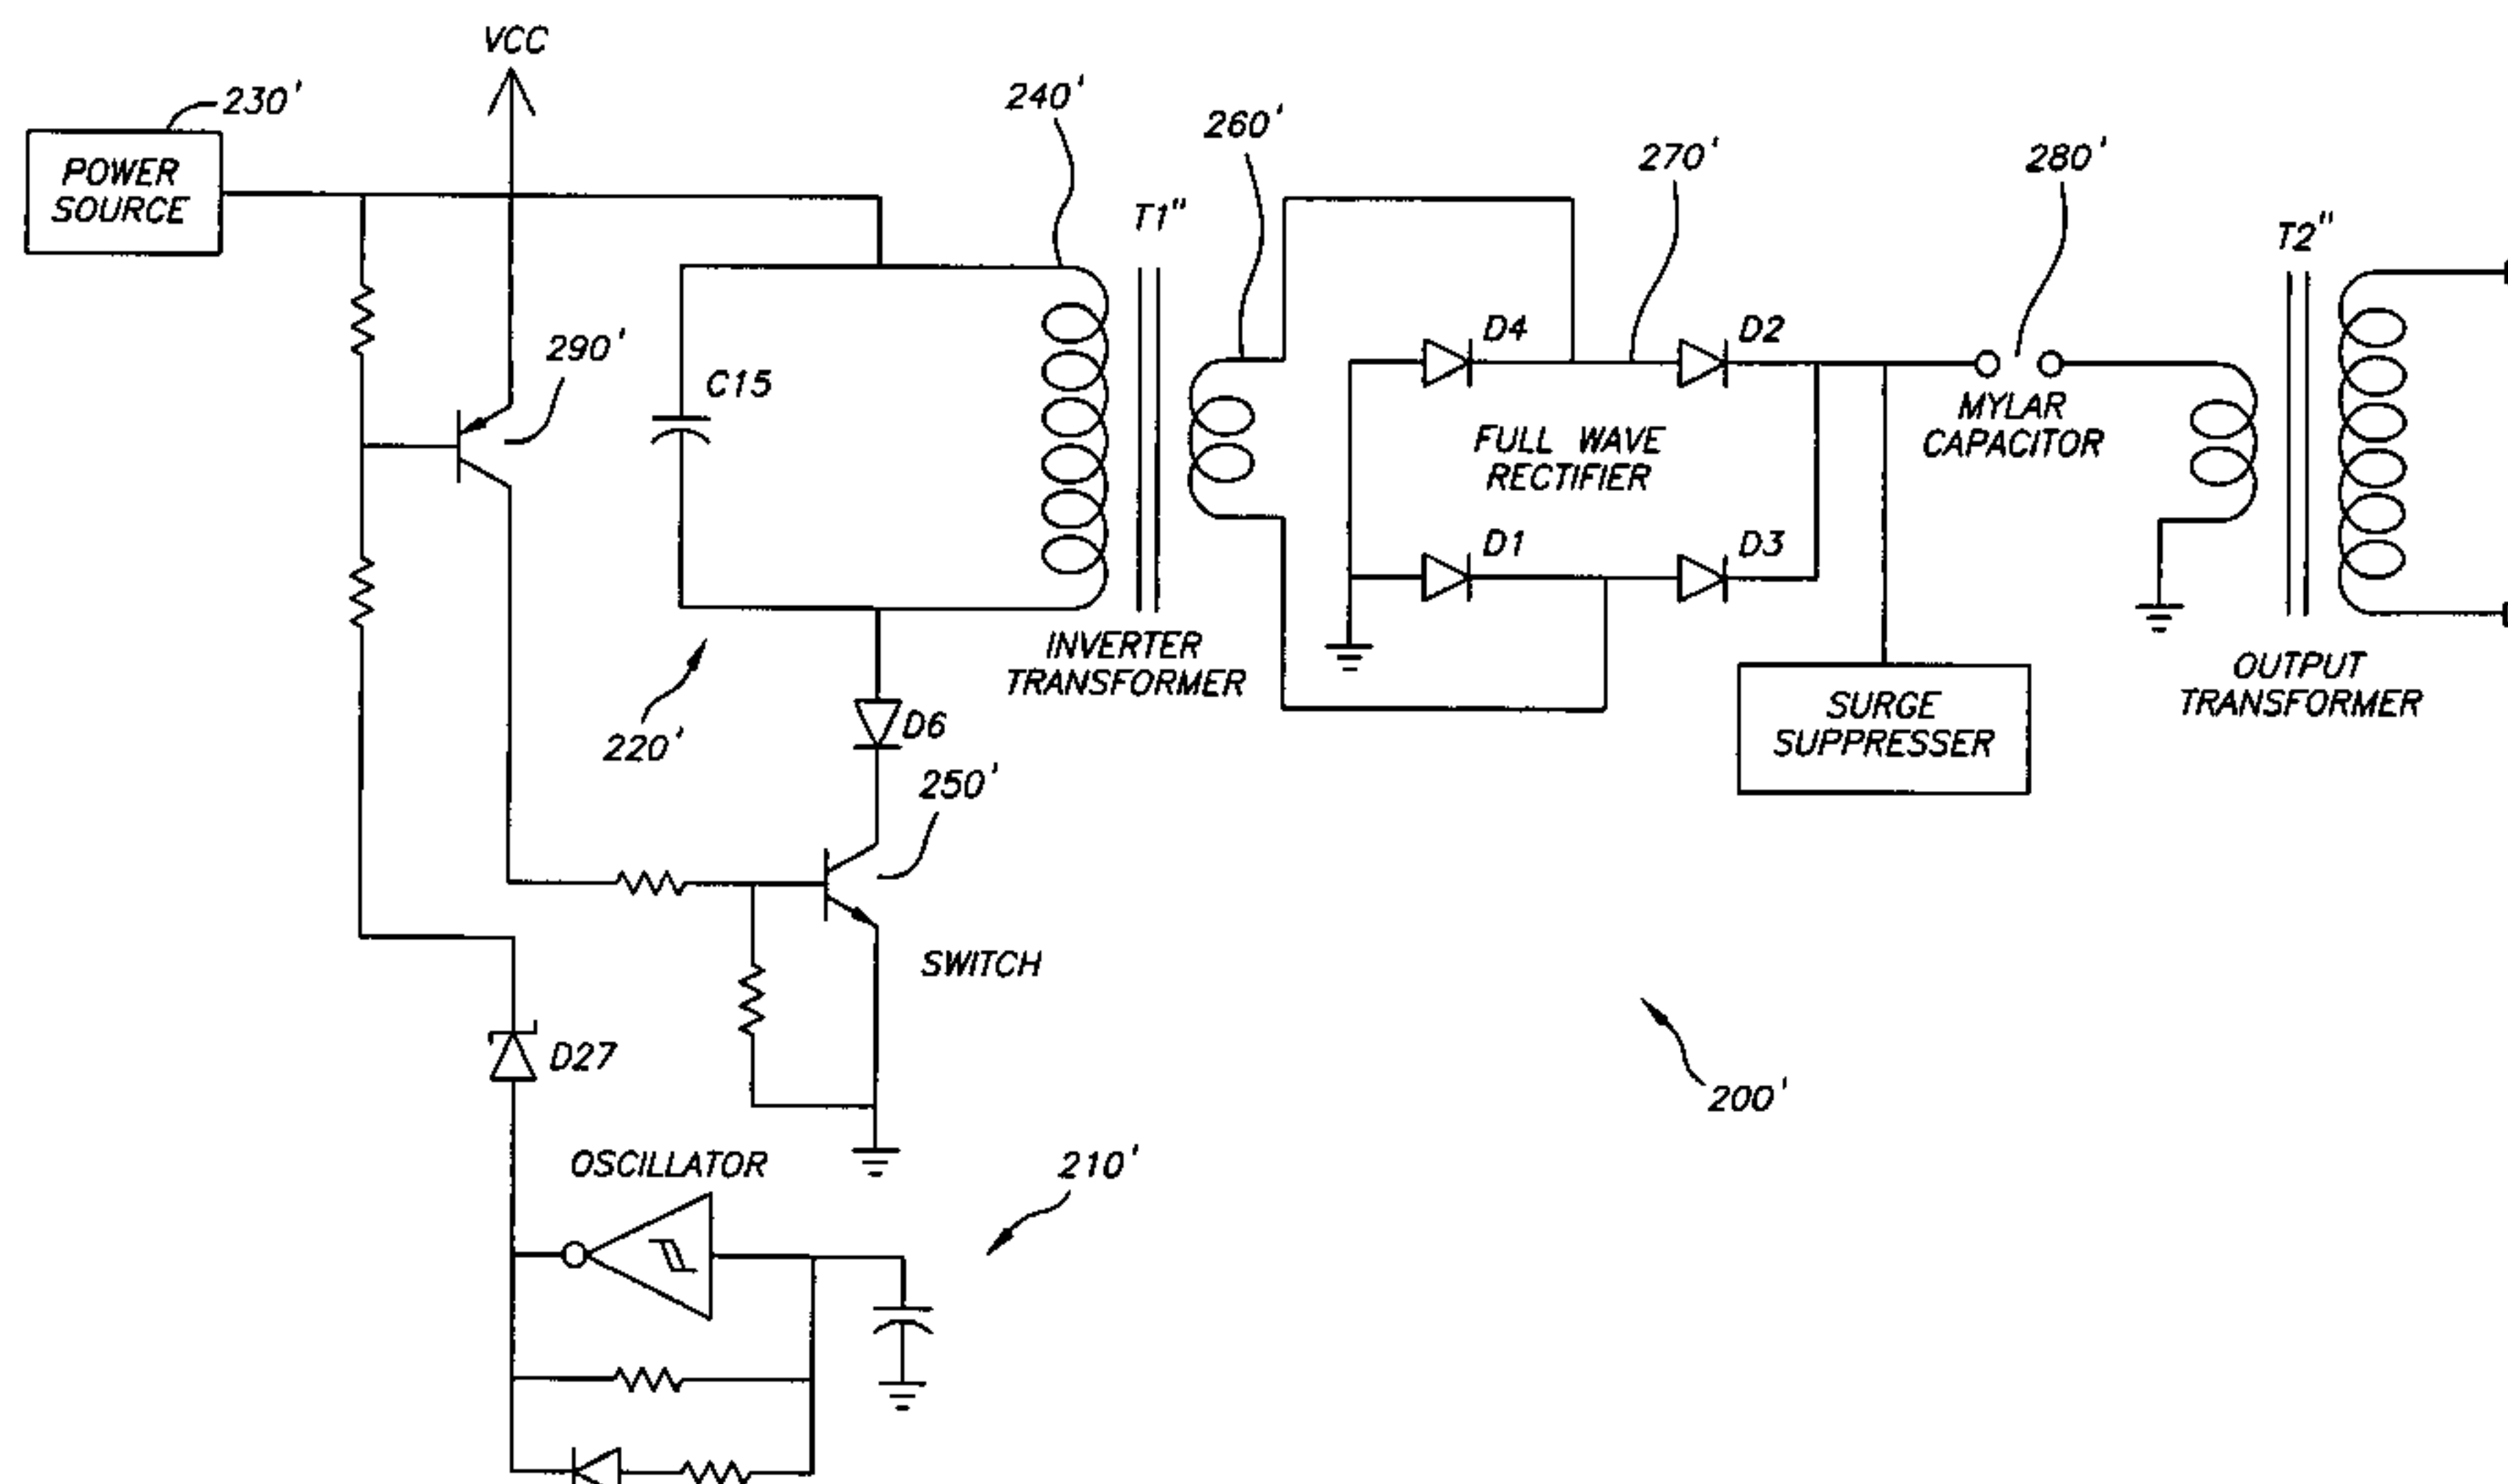 VCC
230'
POWER
SOURCE
240'
260'
270'
280'
T1"
T2"
290'
C15
D4
D2
MYLAR
CAPACITOR
FULL WAVE
RECTIFIER
D1
D3
INVERTER
TRANSFORMER
OUTPUT
TRANSFORMER
SURGE
SUPPRESSER
220'
D6
250'
SWITCH
D27
200'
OSCILLATOR
210'